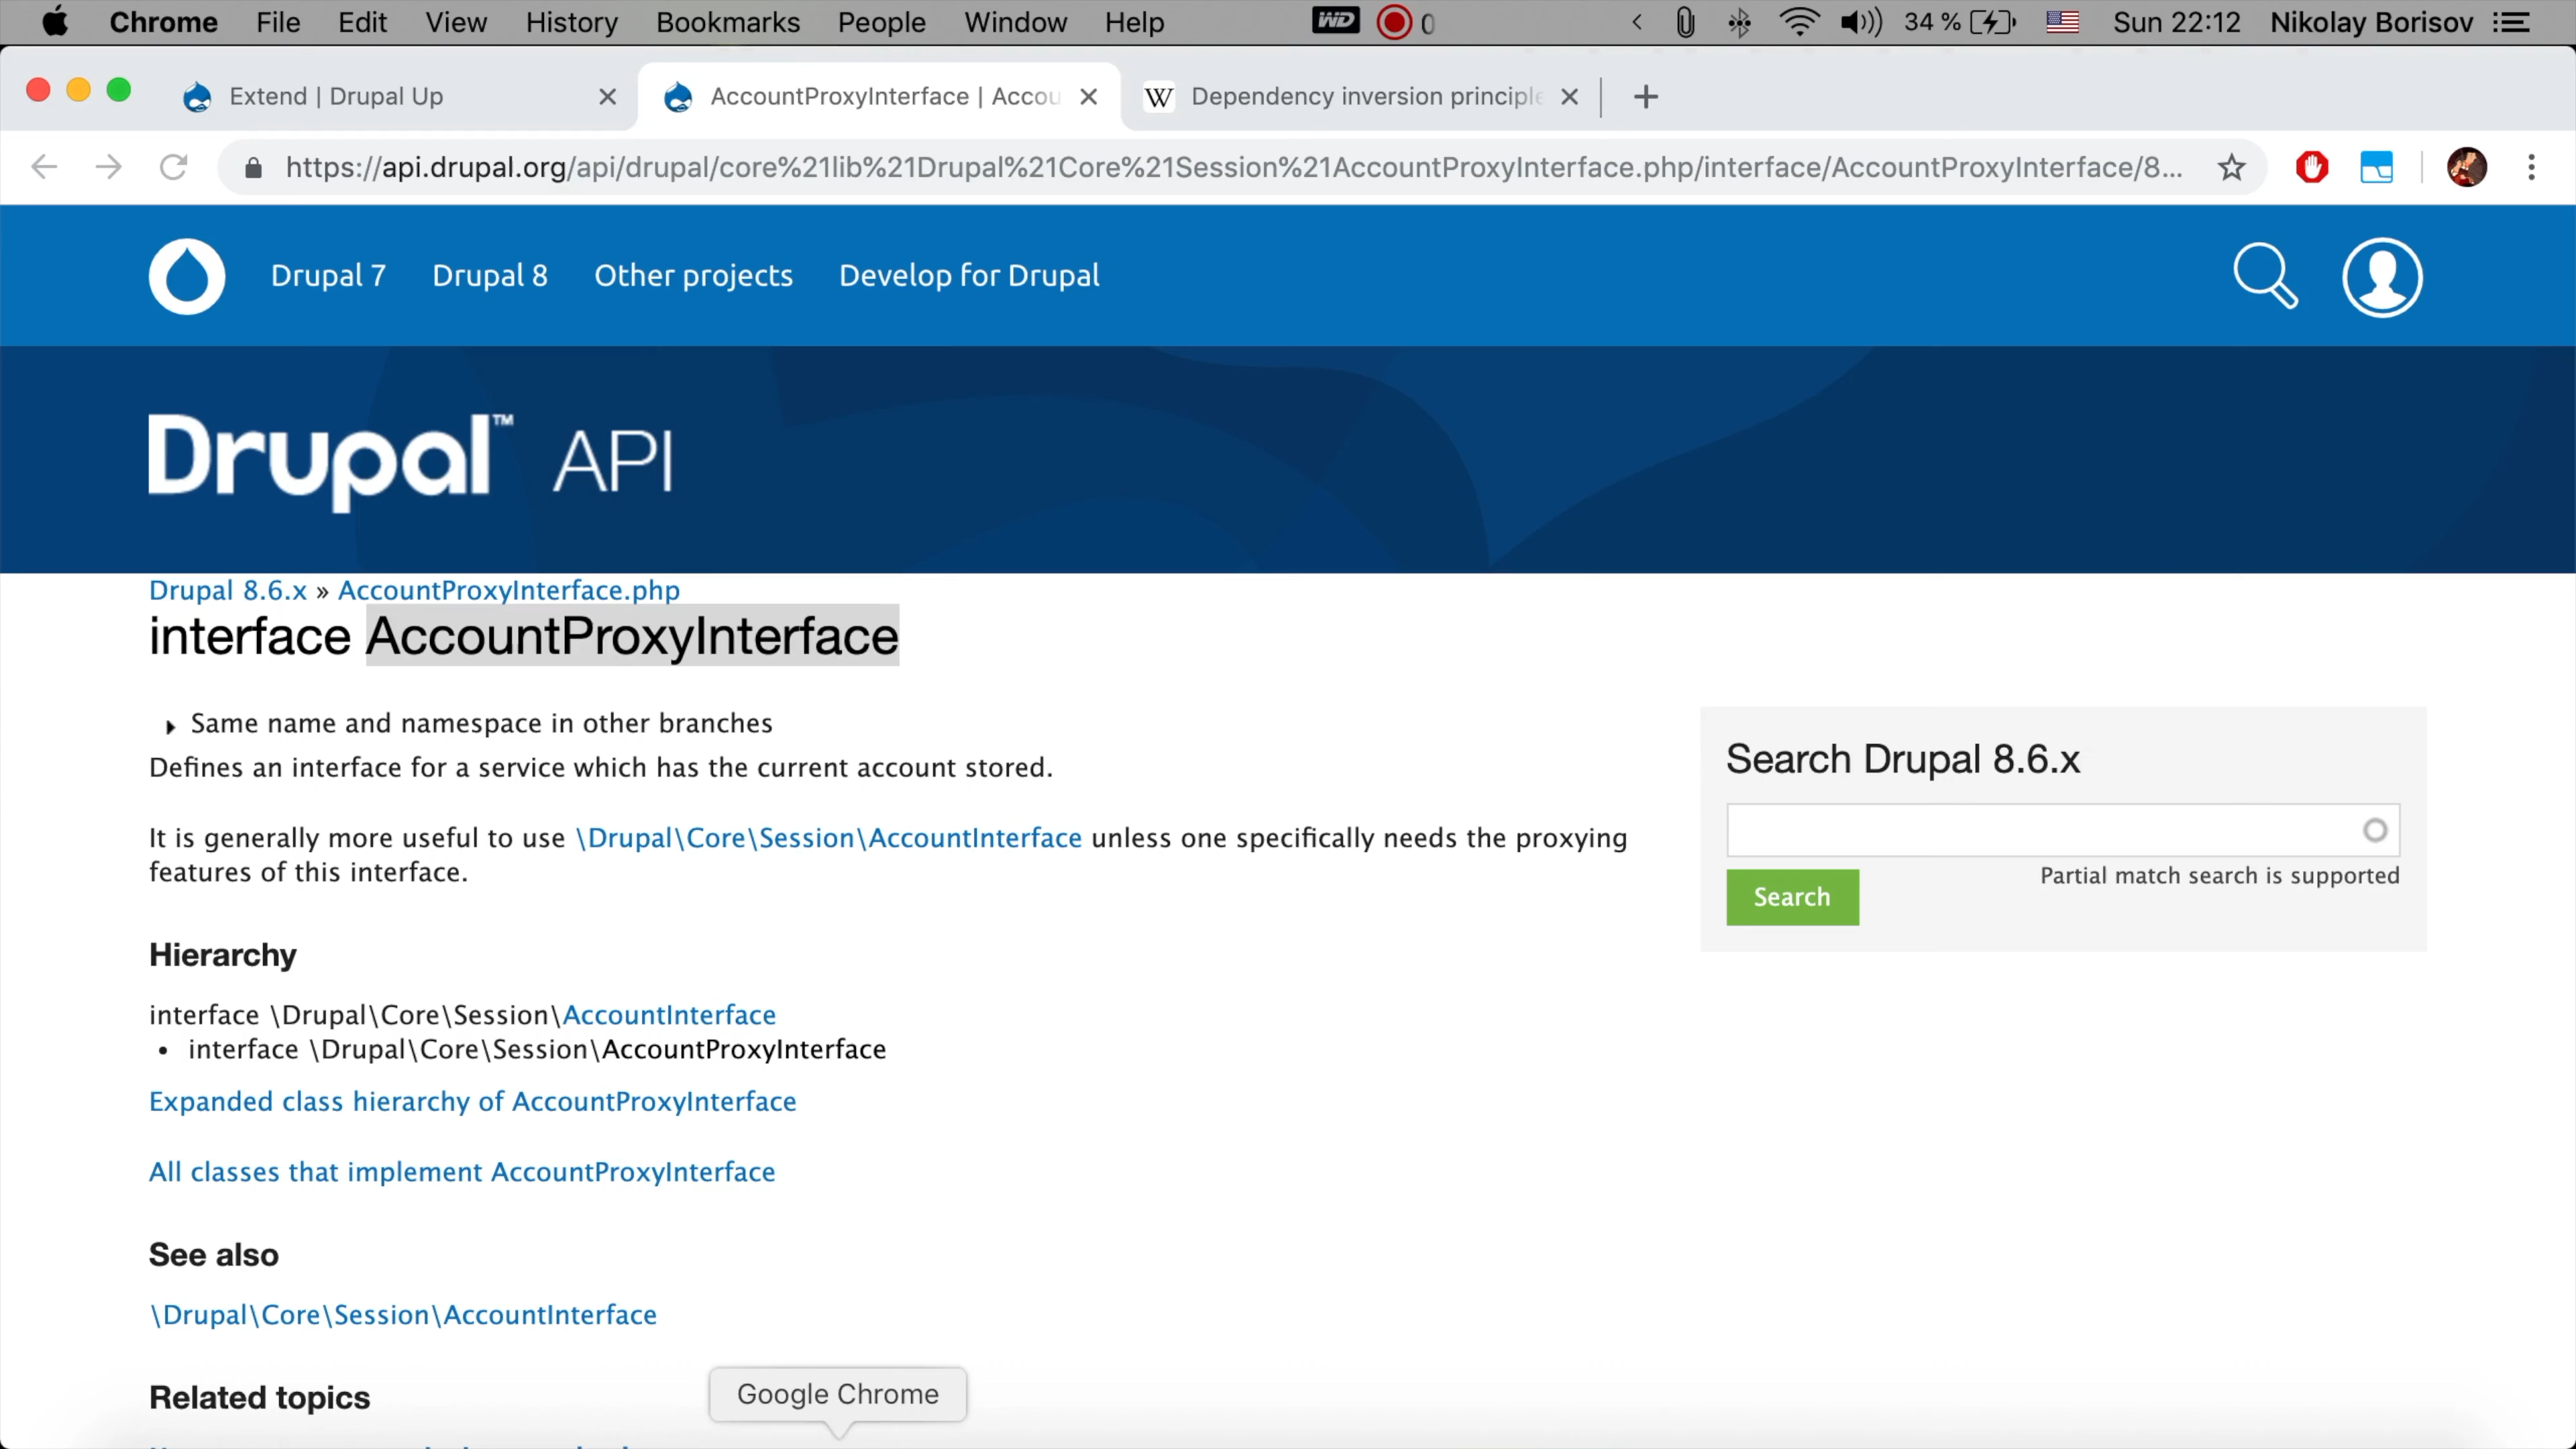 Chrome File Edit View History Bookmarks People Window Help WD 0 34 % Sun 22:12 Nikolay Borisov
Extend | Drupal Up AccountProxyInterface | Accou W Dependency inversion principle
https://api.drupal.org/api/drupal/core%21lib%21Drupal%21Core%21Session%21AccountProxyInterface.php/interface/AccountProxyInterface/8...
Drupal 7 Drupal 8 Other projects Develop for Drupal
Drupal™ API
Drupal 8.6.x » AccountProxyInterface.php
interface AccountProxyInterface
Same name and namespace in other branches
Defines an interface for a service which has the current account stored.
It is generally more useful to use \Drupal\Core\Session\AccountInterface unless one specifically needs the proxying
features of this interface.
Hierarchy
interface \Drupal\Core\Session\AccountInterface
• interface \Drupal\Core\Session\AccountProxyInterface
Expanded class hierarchy of AccountProxyInterface
All classes that implement AccountProxyInterface
See also
\Drupal\Core\Session\AccountInterface
Related topics
Search Drupal 8.6.x
Partial match search is supported
Search
Google Chrome